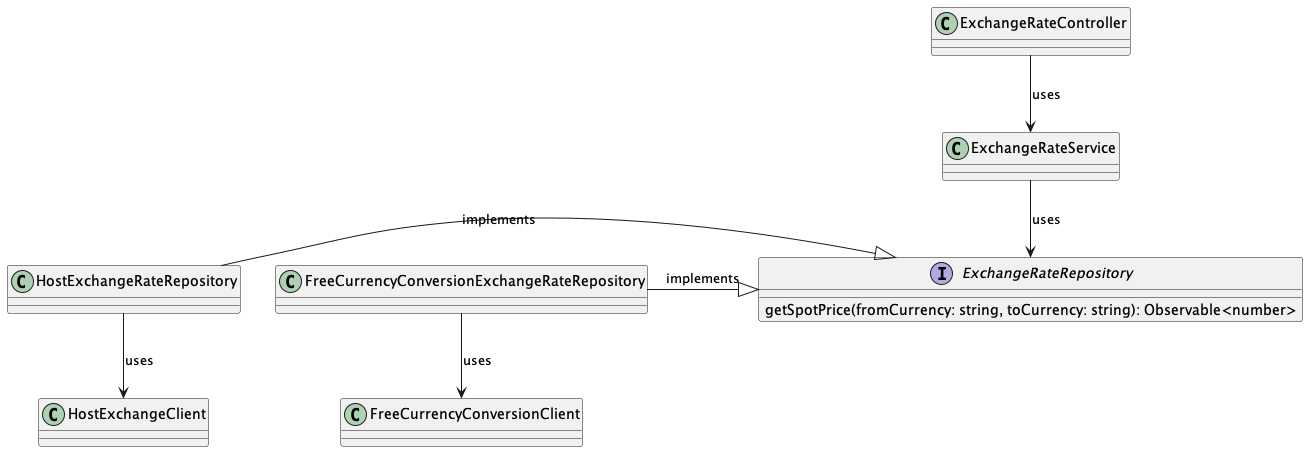 C ExchangeRateController
uses
C ExchangeRateService
implements
uses
C HostExchangeRateRepository
C FreeCurrencyConversionExchangeRateRepository
implements
I ExchangeRateRepository
getSpotPrice(fromCurrency: string, toCurrency: string): Observable<number>
uses
uses
C HostExchangeClient
C FreeCurrencyConversionClient